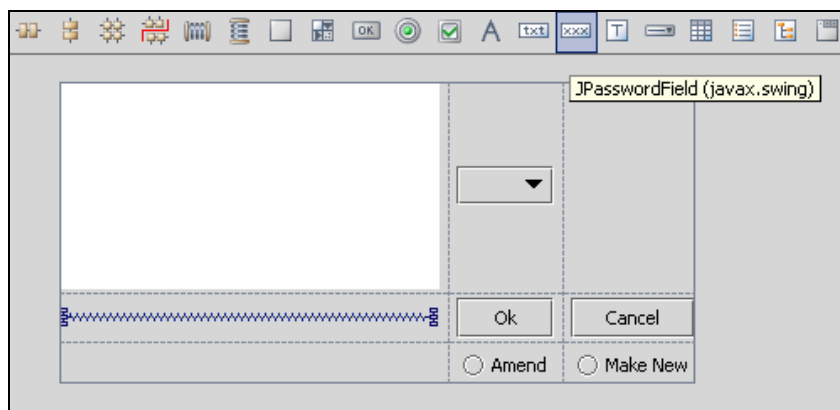 OK A txt xxx T
JPasswordField (javax.swing)
Ok Cancel
Amend Make New